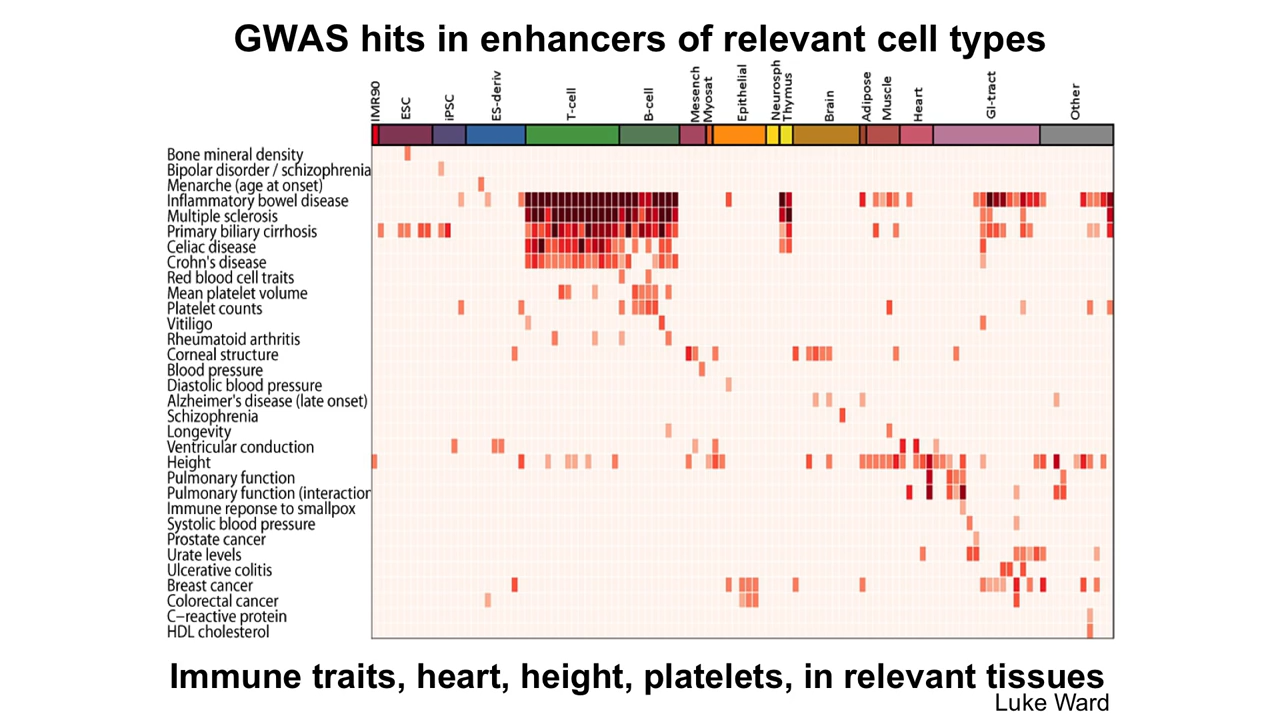 GWAS hits in enhancers of relevant cell types
IMR90
ESC
iPSC
ES-deriv
T-cell
B-cell
Mesench
Myosat
Epithelial
Neurosph
Thymus
Brain
Adipose
Muscle
Heart
GI-tract
Other
Bone mineral density
Bipolar disorder / schizophrenia
Menarche (age at onset)
Inflammatory bowel disease
Multiple sclerosis
Primary biliary cirrhosis
Celiac disease
Crohn's disease
Red blood cell traits
Mean platelet volume
Platelet counts
Vitiligo
Rheumatoid arthritis
Corneal structure
Blood pressure
Diastolic blood pressure
Alzheimer's disease (late onset)
Schizophrenia
Longevity
Ventricular conduction
Height
Pulmonary function
Pulmonary function (interaction
Immune reponse to smallpox
Systolic blood pressure
Prostate cancer
Urate levels
Ulcerative colitis
Breast cancer
Colorectal cancer
C−reactive protein
HDL cholesterol
Immune traits, heart, height, platelets, in relevant tissues
Luke Ward